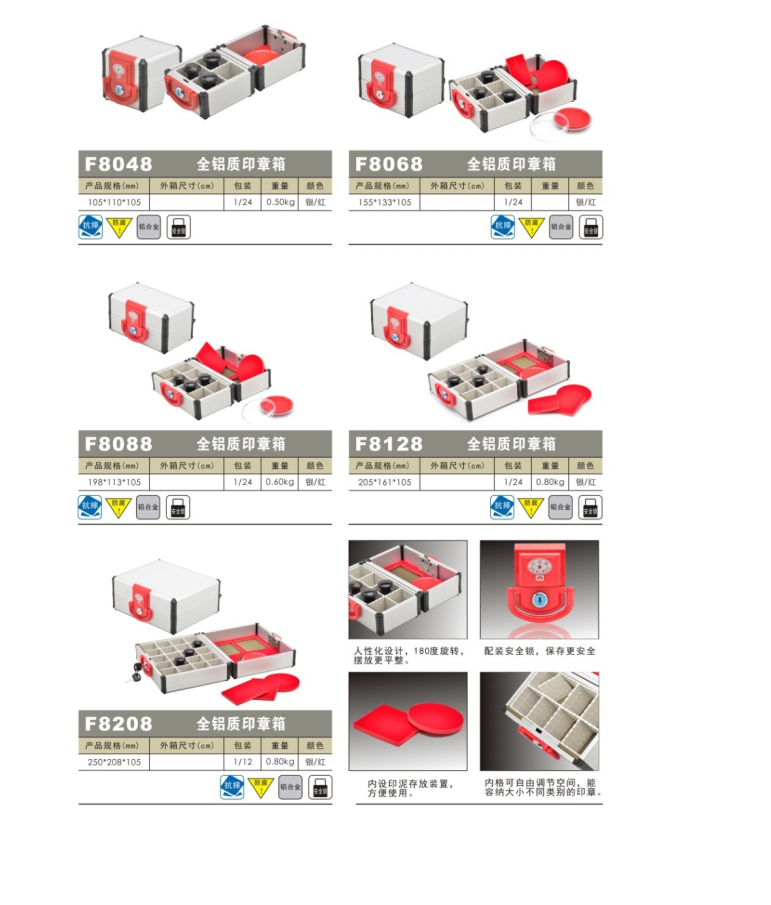 F8048 全铝质印章箱
产品规格(mm) 外箱尺寸(cm) 包装 重量 颜色
105*110*105 1/24 0.50kg 银/红
抗摔 防腐! 铝合金 安全锁
F8068 全铝质印章箱
产品规格(mm) 外箱尺寸(cm) 包装 重量 颜色
155*133*105 1/24 银/红
抗摔 防腐! 铝合金 安全锁
F8088 全铝质印章箱
产品规格(mm) 外箱尺寸(cm) 包装 重量 颜色
198*113*105 1/24 0.60kg 银/红
抗摔 防腐! 铝合金 安全锁
F8128 全铝质印章箱
产品规格(mm) 外箱尺寸(cm) 包装 重量 颜色
205*161*105 1/24 0.80kg 银/红
抗摔 防腐! 铝合金 安全锁
F8208 全铝质印章箱
产品规格(mm) 外箱尺寸(cm) 包装 重量 颜色
250*208*105 1/12 0.80kg 银/红
抗摔 防腐! 铝合金 安全锁
人性化设计，180度旋转，
摆放更平整。
配装安全锁，保存更安全
内设印泥存放装置，
方便使用。
内格可自由调节空间，能
容纳大小不同类别的印章。